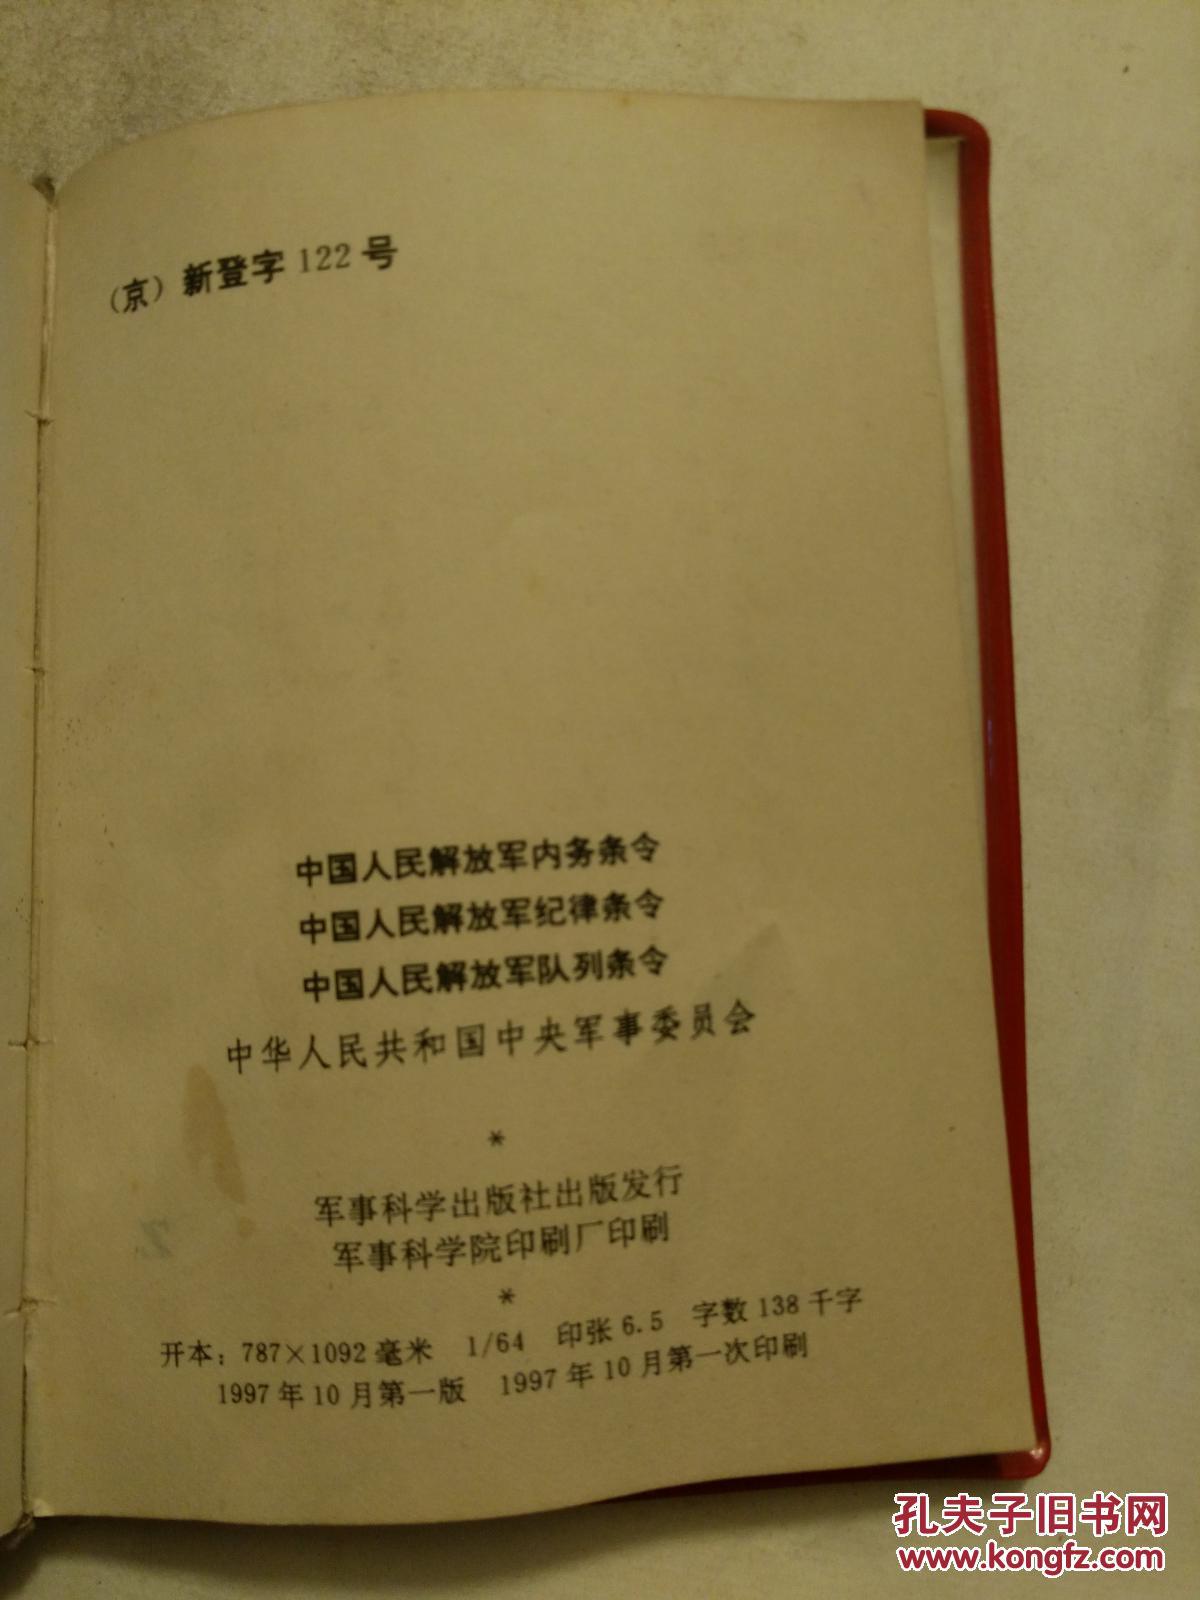 （京）新登字 122 号
中国人民解放军内务条令
中国人民解放军纪律条令
中国人民解放军队列条令
中华人民共和国中央军事委员会
*
军事科学出版社出版发行
军事科学院印刷厂印刷
*
开本：787×1092 毫米 1/64 印张 6.5 字数 138 千字
1997 年 10 月第一版 1997 年 10 月第一次印刷
孔夫子旧书网
www.kongfz.com